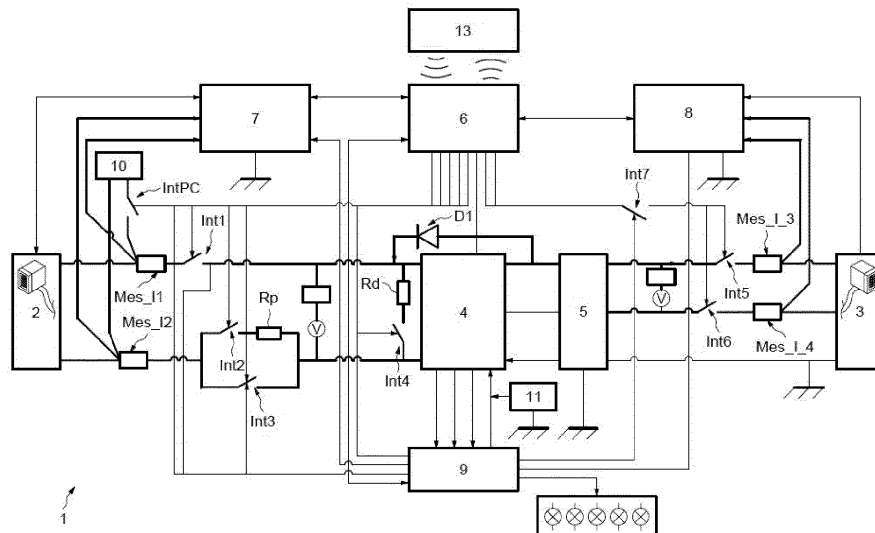 13
7
6
8
10
IntPC
Int7
Int1
D1
Mes_I_3
Mes_I1
Rd
Int5
2
Mes_I2
Rp
V
4
5
V
Int6
3
Int2
Int4
Mes_I_4
Int3
11
9
1